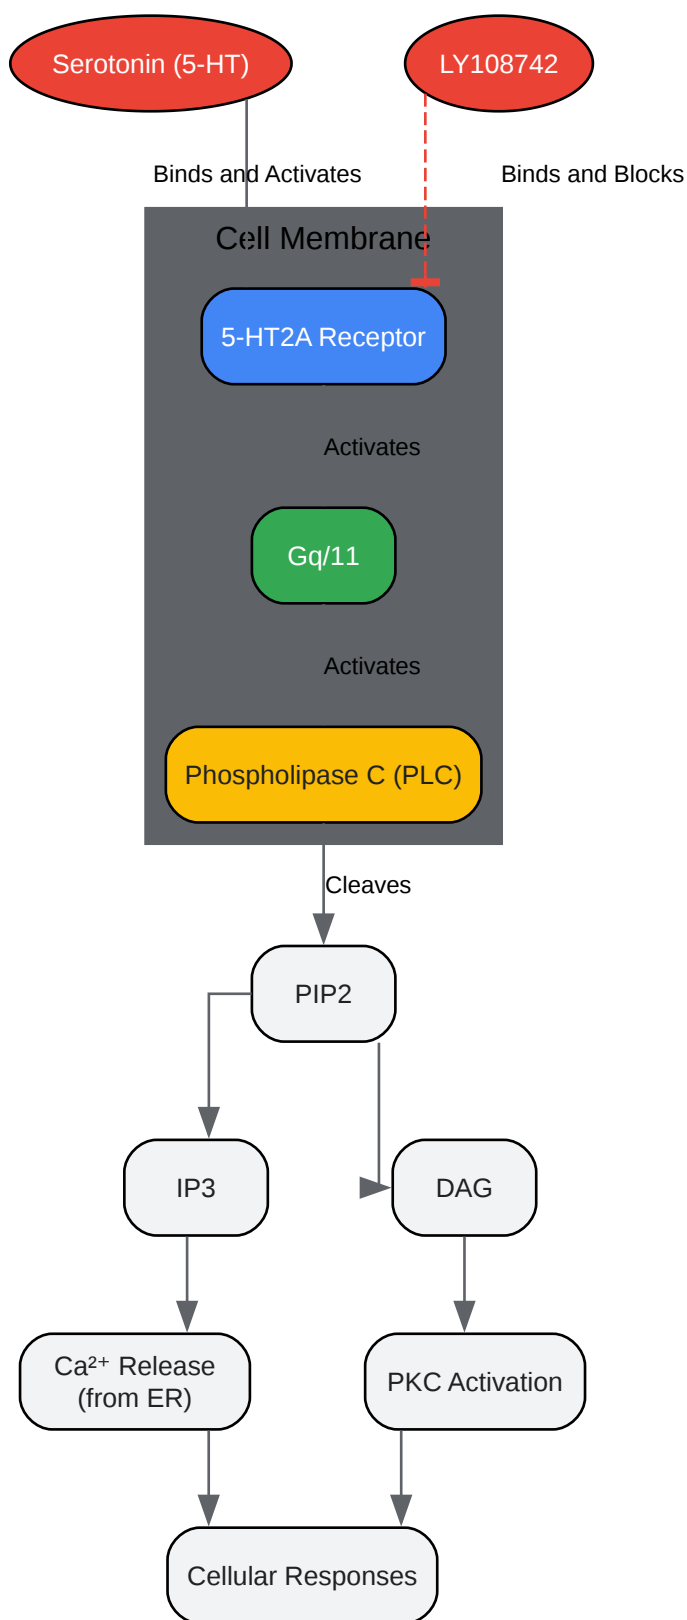 Serotonin (5-HT)
LY108742
Binds and Activates
Binds and Blocks
Cell Membrane
5-HT2A Receptor
Activates
Gq/11
Activates
Phospholipase C (PLC)
Cleaves
PIP2
IP3
DAG
Ca²⁺ Release
(from ER)
PKC Activation
Cellular Responses